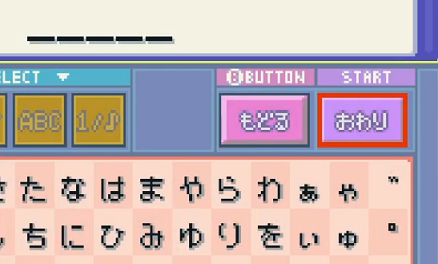 ELECT ▼
BUTTON START
ABC 1/♪ もどる おわり
た な は ま や ら わ ぁ ゃ ゛
ち に ひ み ゆ り を ぃ ゅ ゜